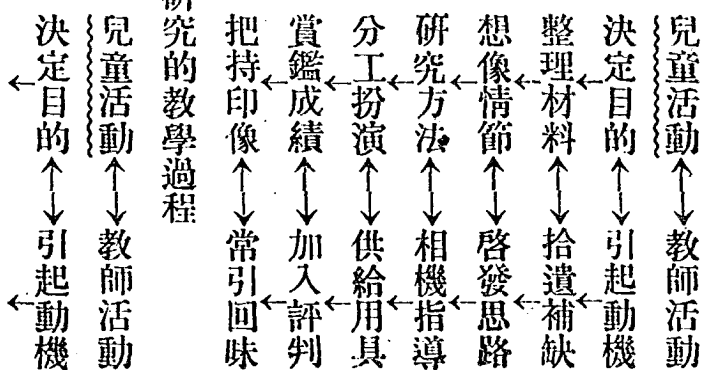 兒童活動↔教師活動
決定目的↔引起動機
整理材料↔拾遺補缺
想像情節↔啓發思路
研究方法↔相機指導
分工扮演↔供給用具
賞鑑成績↔加入評判
把持印像↔常引回味
研究的教學過程
兒童活動↔教師活動
決定目的↔引起動機